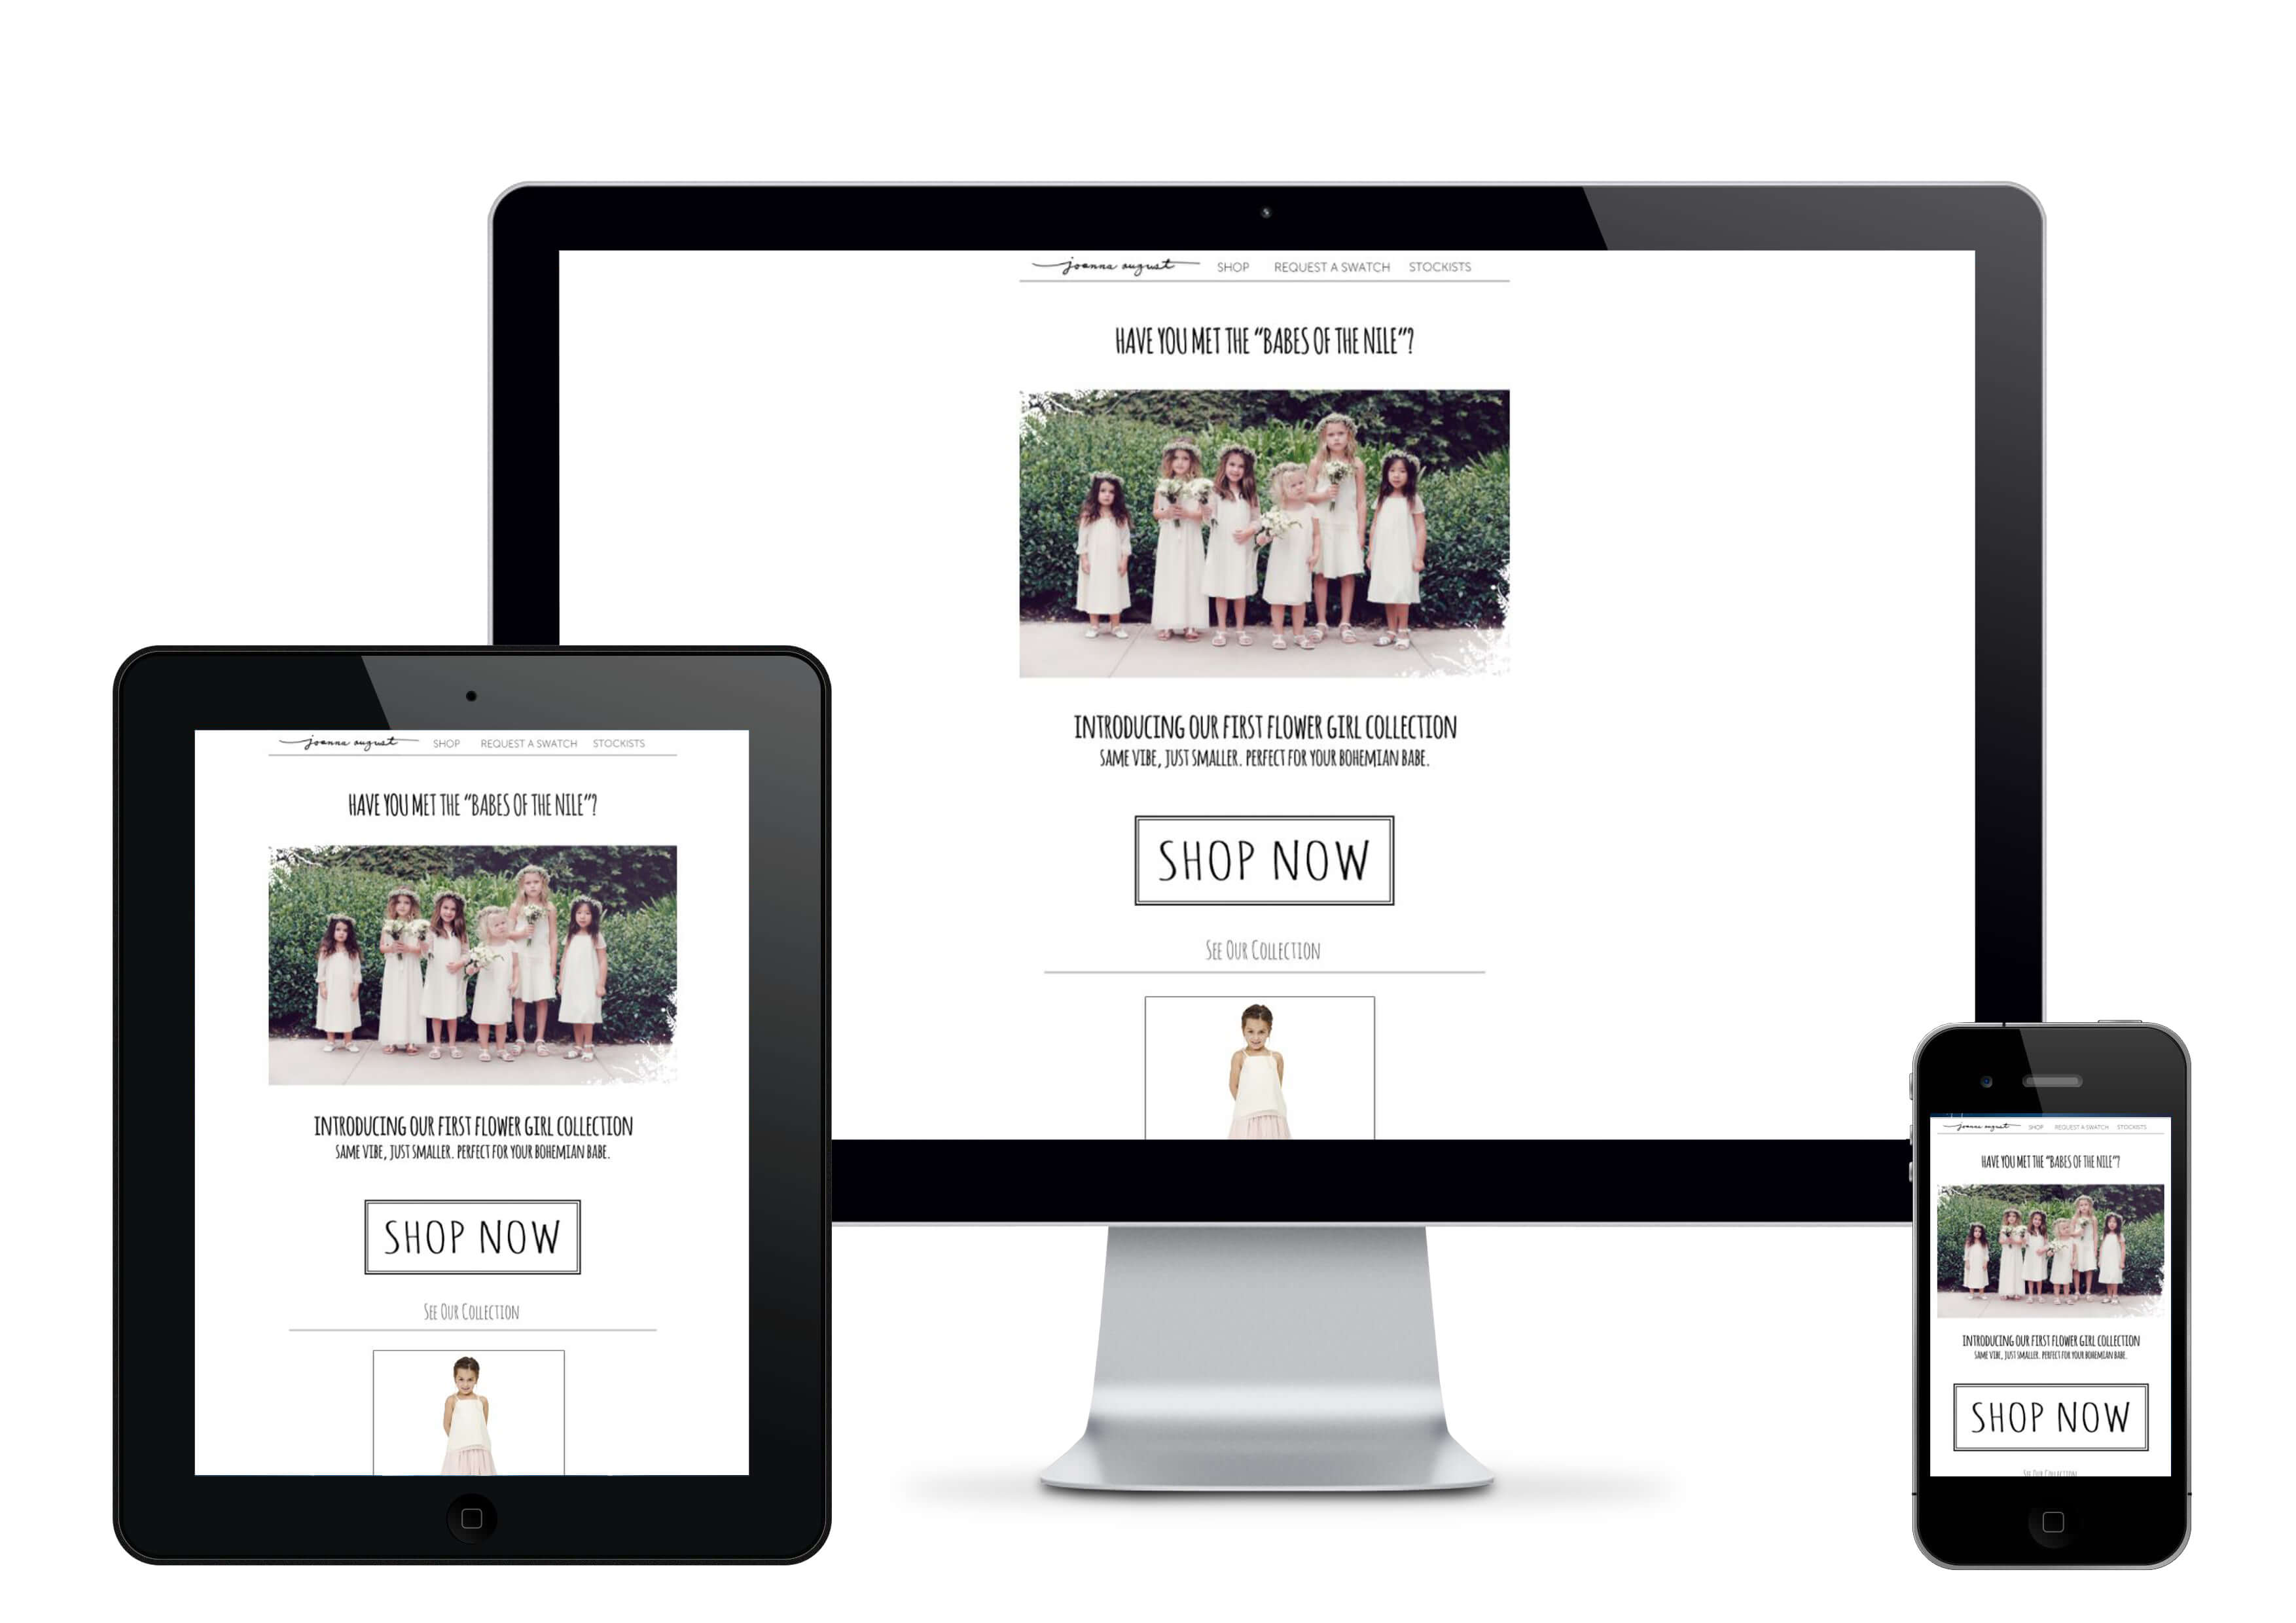 joanna august SHOP REQUEST A SWATCH STOCKISTS
HAVE YOU MET THE “BABES OF THE NILE”?
INTRODUCING OUR FIRST FLOWER GIRL COLLECTION
SAME VIBE, JUST SMALLER. PERFECT FOR YOUR BOHEMIAN BABE.
SHOP NOW
See Our Collection
joanna august SHOP REQUEST A SWATCH STOCKISTS
HAVE YOU MET THE “BABES OF THE NILE”?
INTRODUCING OUR FIRST FLOWER GIRL COLLECTION
SAME VIBE, JUST SMALLER. PERFECT FOR YOUR BOHEMIAN BABE.
SHOP NOW
See Our Collection
joanna august SHOP REQUEST A SWATCH STOCKISTS
HAVE YOU MET THE “BABES OF THE NILE”?
INTRODUCING OUR FIRST FLOWER GIRL COLLECTION
SAME VIBE, JUST SMALLER. PERFECT FOR YOUR BOHEMIAN BABE.
SHOP NOW
See Our Collection